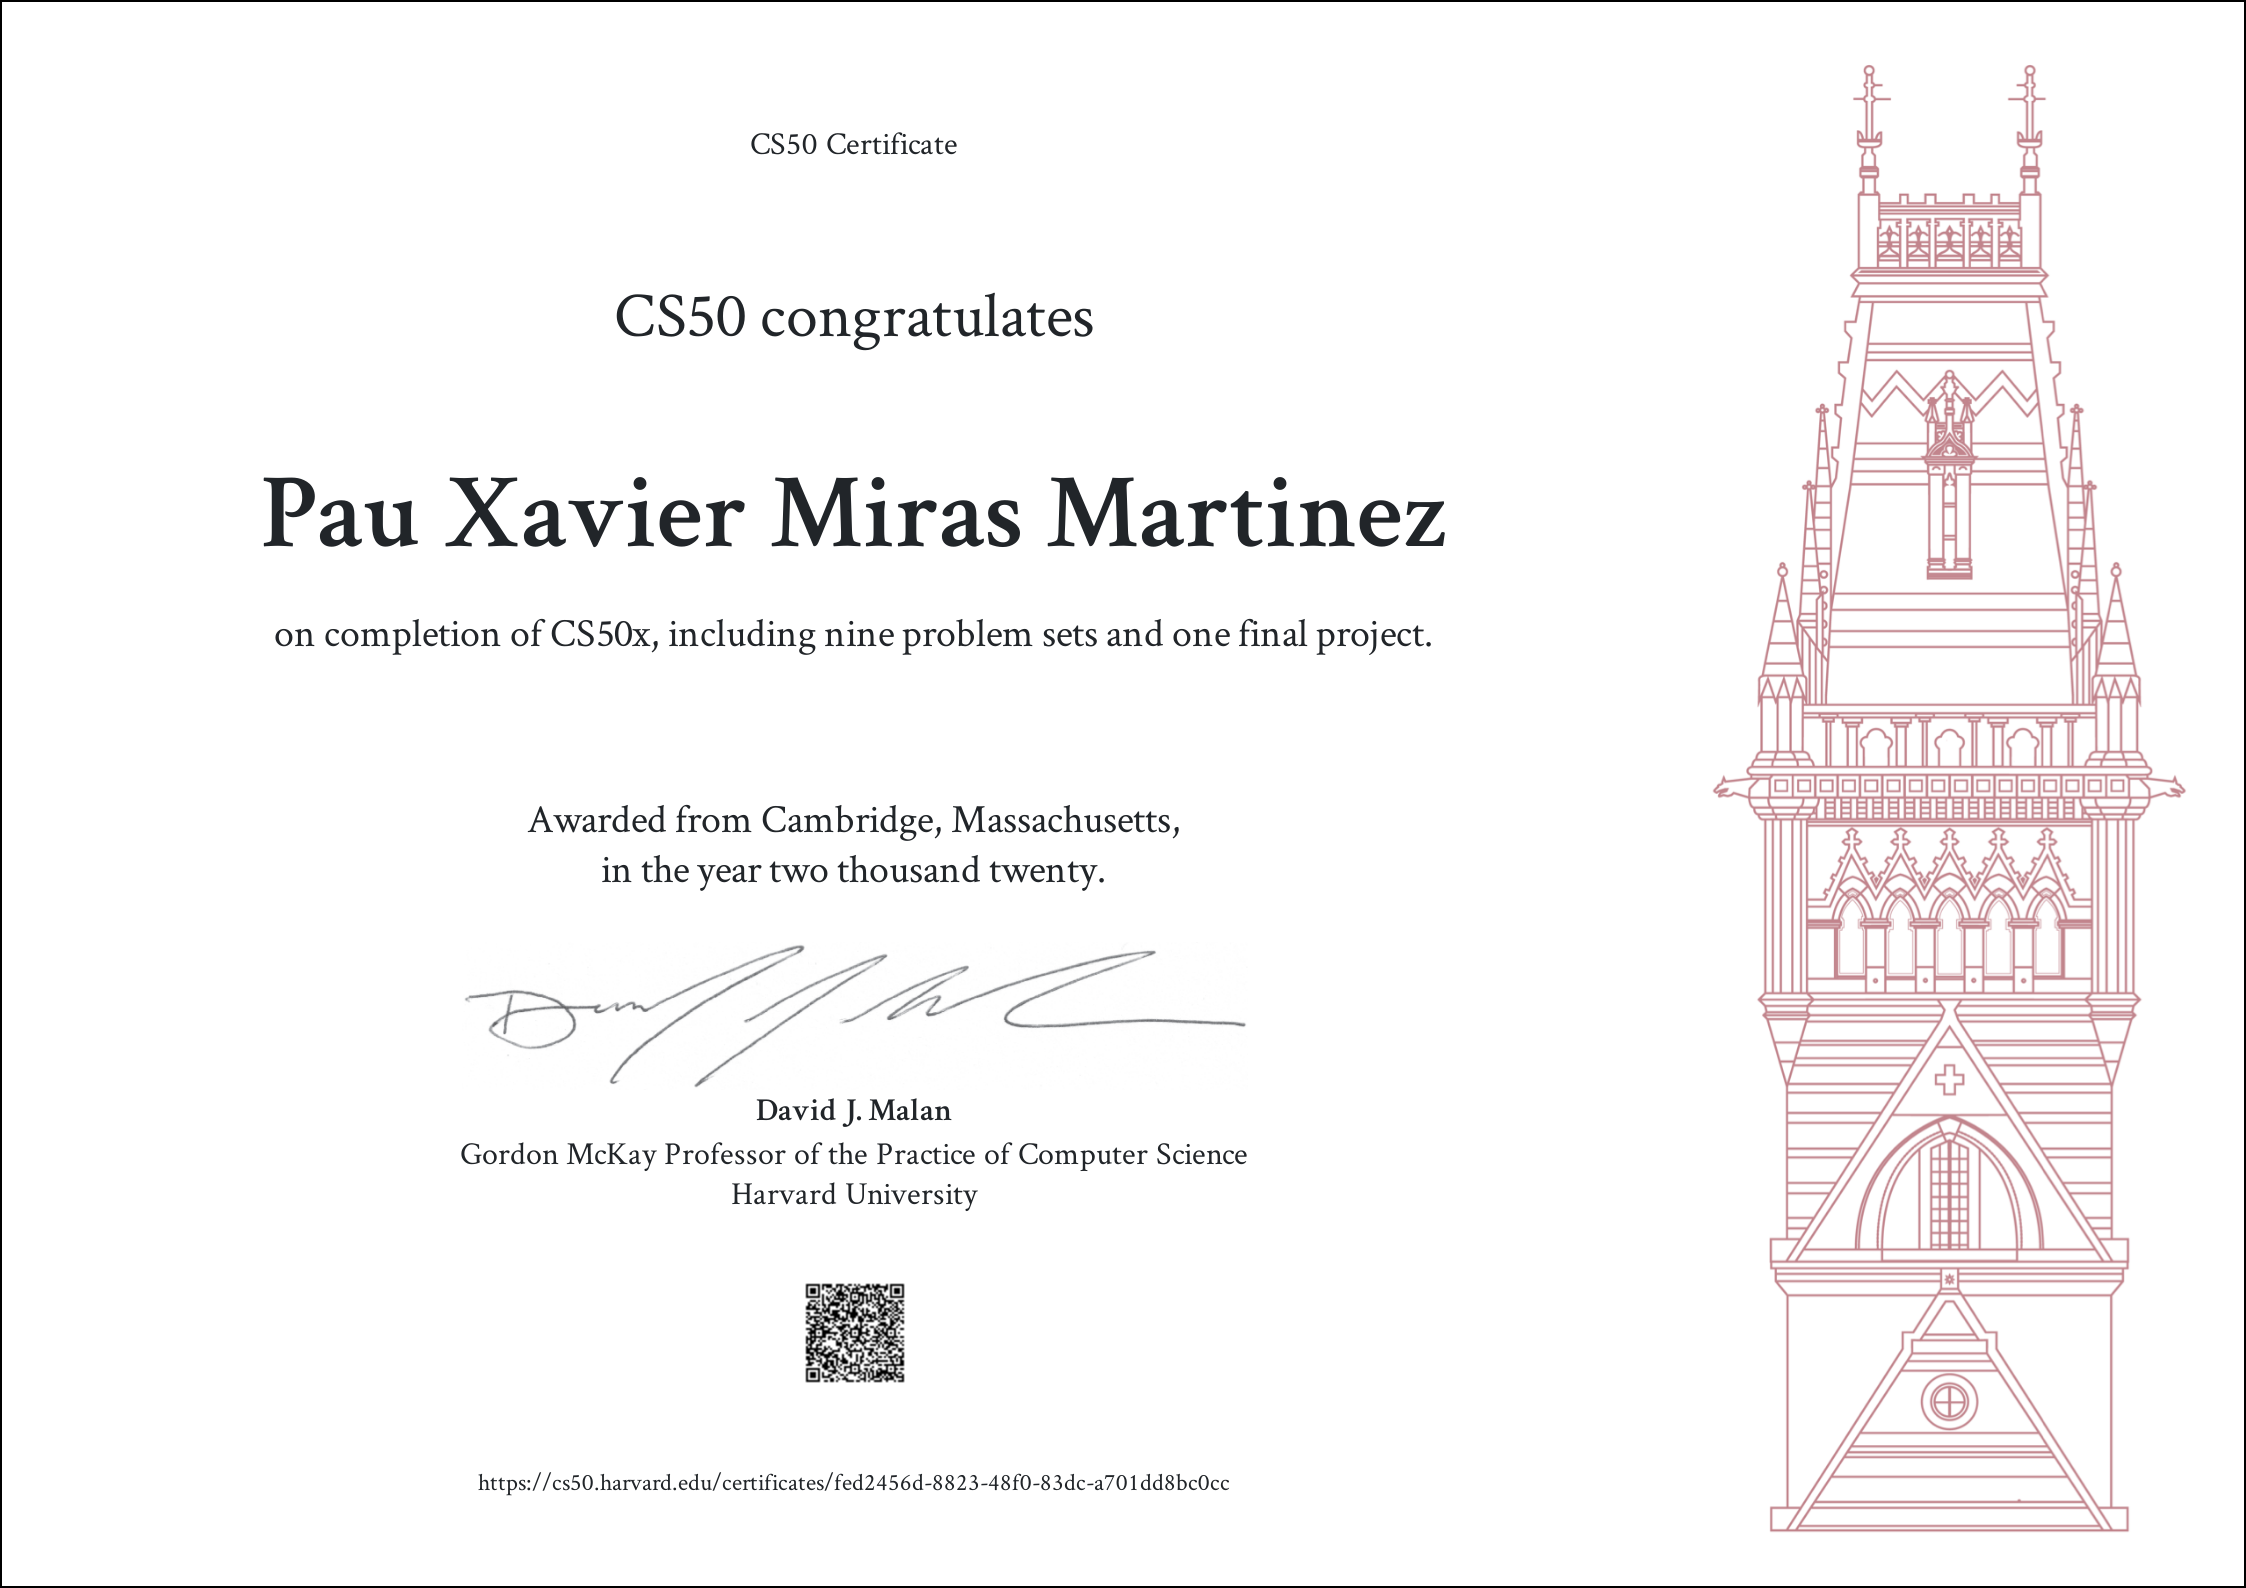 CS50 Certificate
CS50 congratulates
Pau Xavier Miras Martinez
on completion of CS50x, including nine problem sets and one final project.
Awarded from Cambridge, Massachusetts,
in the year two thousand twenty.
David J. Malan
Gordon McKay Professor of the Practice of Computer Science
Harvard University
https://cs50.harvard.edu/certificates/fed2456d-8823-48f0-83dc-a701dd8bc0cc